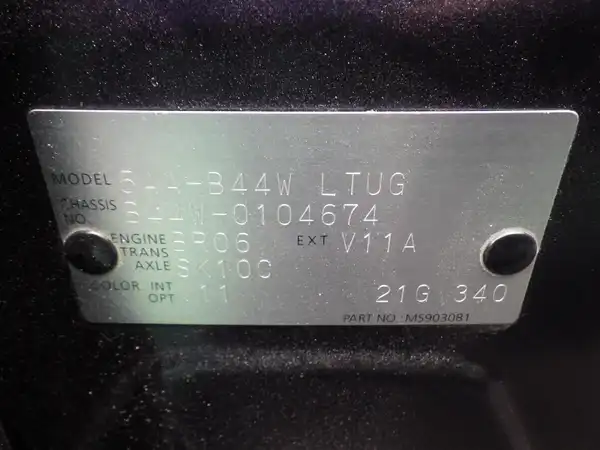 MODEL 5AA-B44W LTUG
CHASSIS NO. B44W-0104674
ENGINE BR06 EXT V11A
TRANS AXLE SK10C
COLOR INT OPT. 11 21G 340
PART NO : M5903081